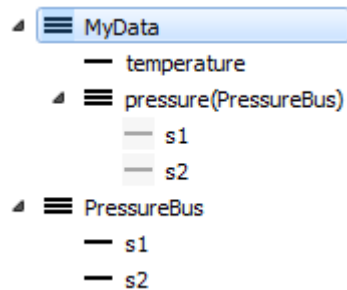 MyData
temperature
pressure(PressureBus)
s1
s2
PressureBus
s1
s2